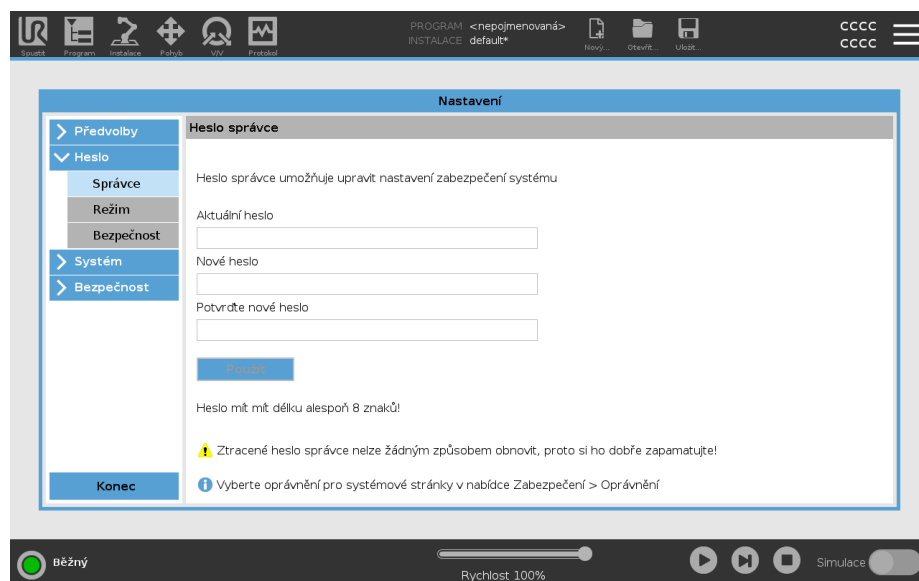 PROGRAM <nepojmenovaná>
INSTALACE default*
Spustit Program Instalace Pohyb V/V Protokol
Nový... Otevřít... Uložit...
CCCC
CCCC
Nastavení
Předvolby
Heslo
Správce
Režim
Bezpečnost
Systém
Bezpečnost
Konec
Heslo správce
Heslo správce umožňuje upravit nastavení zabezpečení systému
Aktuální heslo
Nové heslo
Potvrďte nové heslo
Použít
Heslo mít mít délku alespoň 8 znaků!
Ztracené heslo správce nelze žádným způsobem obnovit, proto si ho dobře zapamatujte!
Vyberte oprávnění pro systémové stránky v nabídce Zabezpečení > Oprávnění
Běžný
Rychlost 100%
Simulace